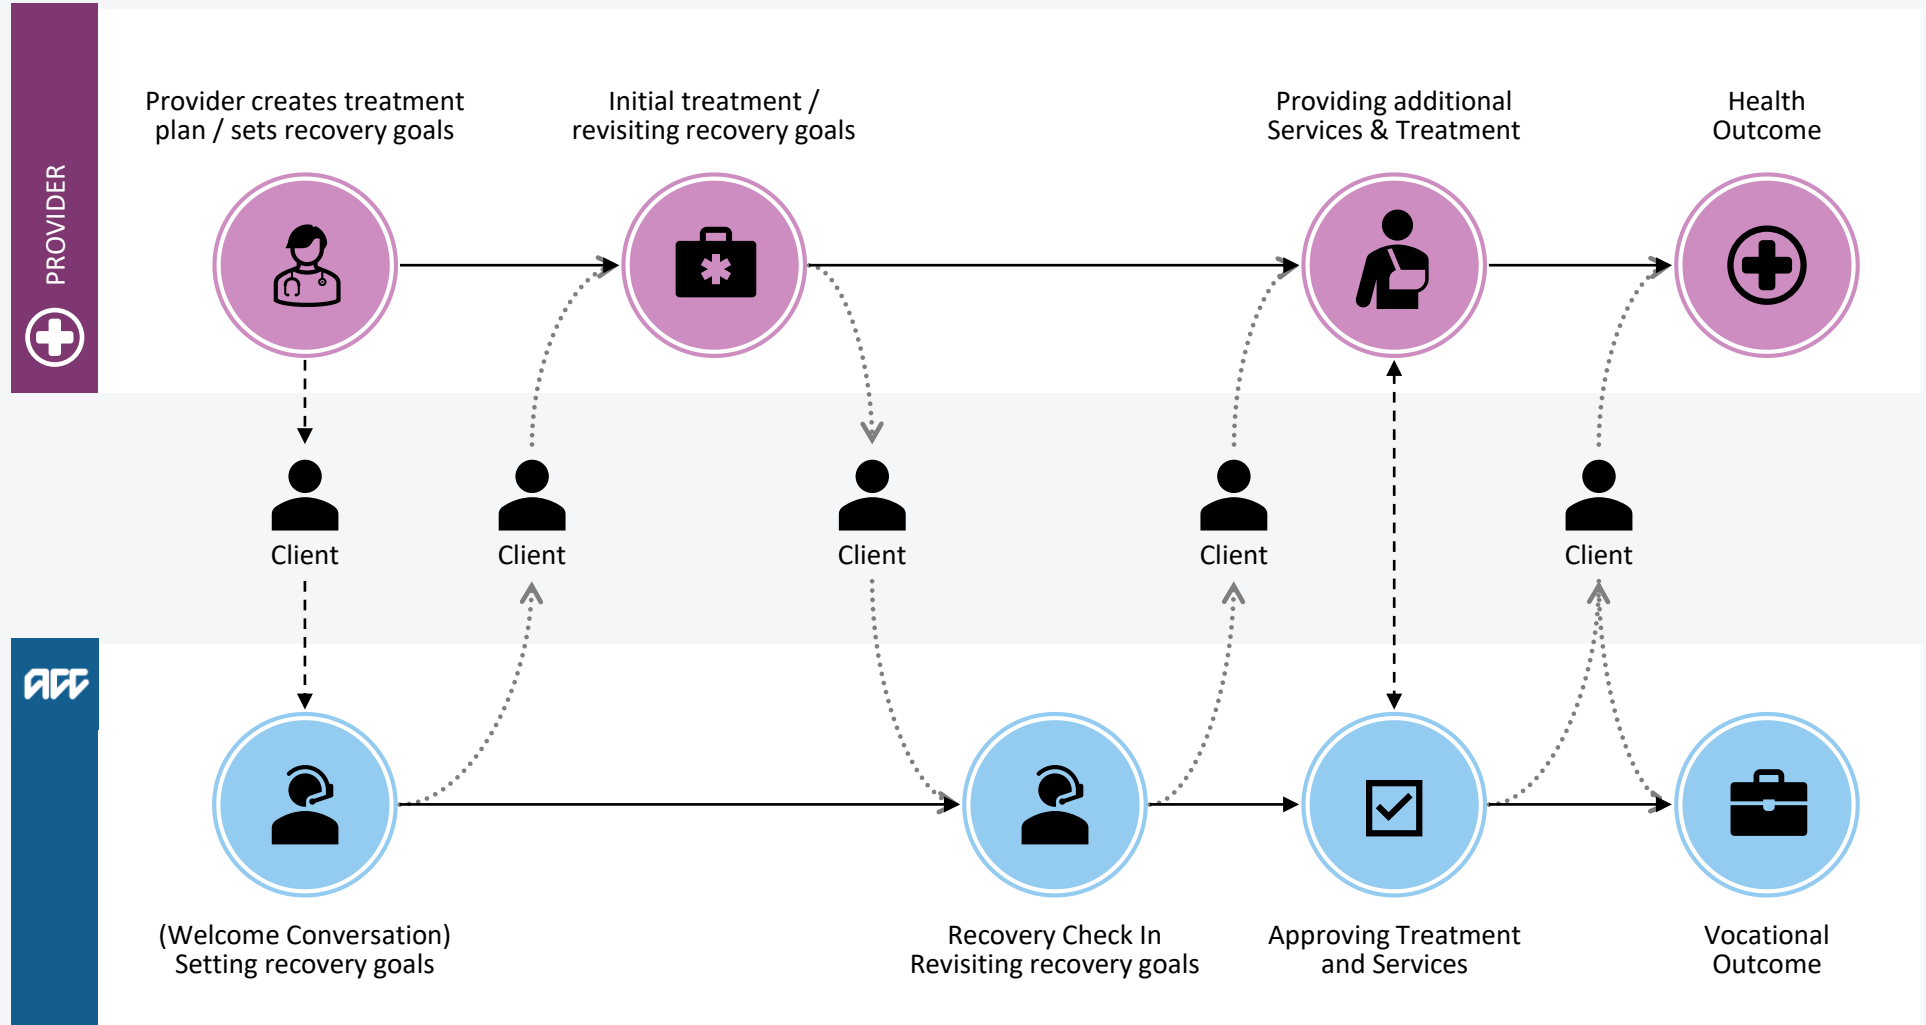 Provider creates treatment
plan / sets recovery goals
Initial treatment /
revisiting recovery goals
Providing additional
Services & Treatment
Health
Outcome
PROVIDER
Client
Client
Client
Client
Client
acc
(Welcome Conversation)
Setting recovery goals
Recovery Check In
Revisiting recovery goals
Approving Treatment
and Services
Vocational
Outcome